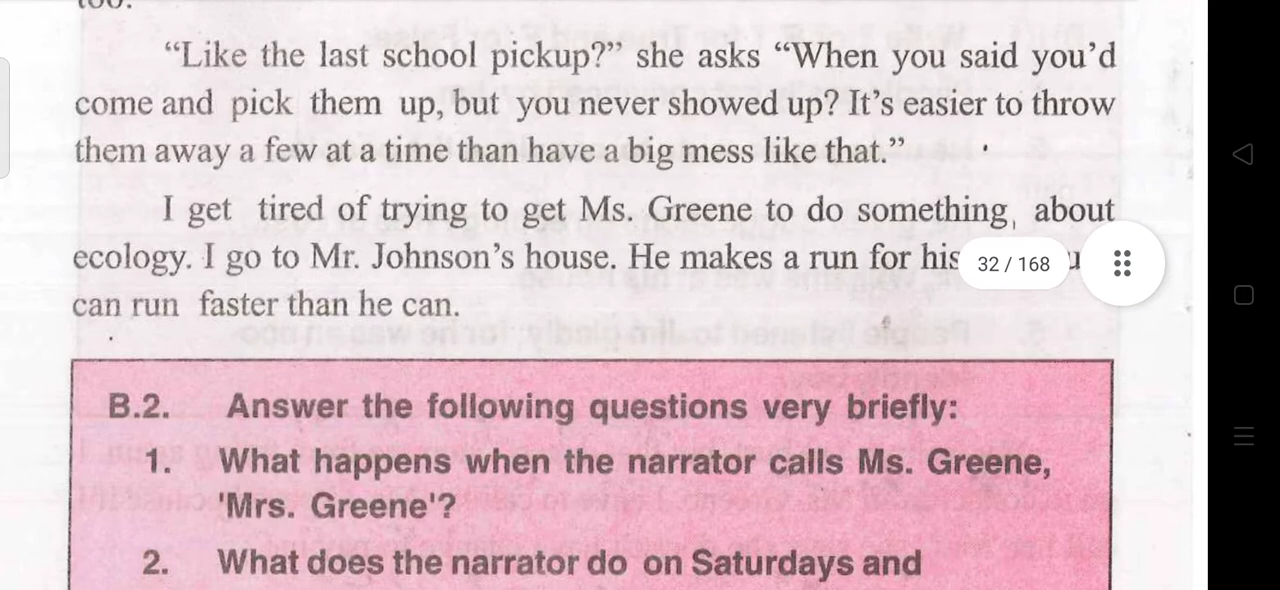 too.
“Like the last school pickup?” she asks “When you said you’d
come and pick them up, but you never showed up? It’s easier to throw
them away a few at a time than have a big mess like that.”
I get tired of trying to get Ms. Greene to do something, about
ecology. I go to Mr. Johnson’s house. He makes a run for his
can run faster than he can.
32 / 168
B.2. Answer the following questions very briefly:
1. What happens when the narrator calls Ms. Greene,
'Mrs. Greene'?
2. What does the narrator do on Saturdays and